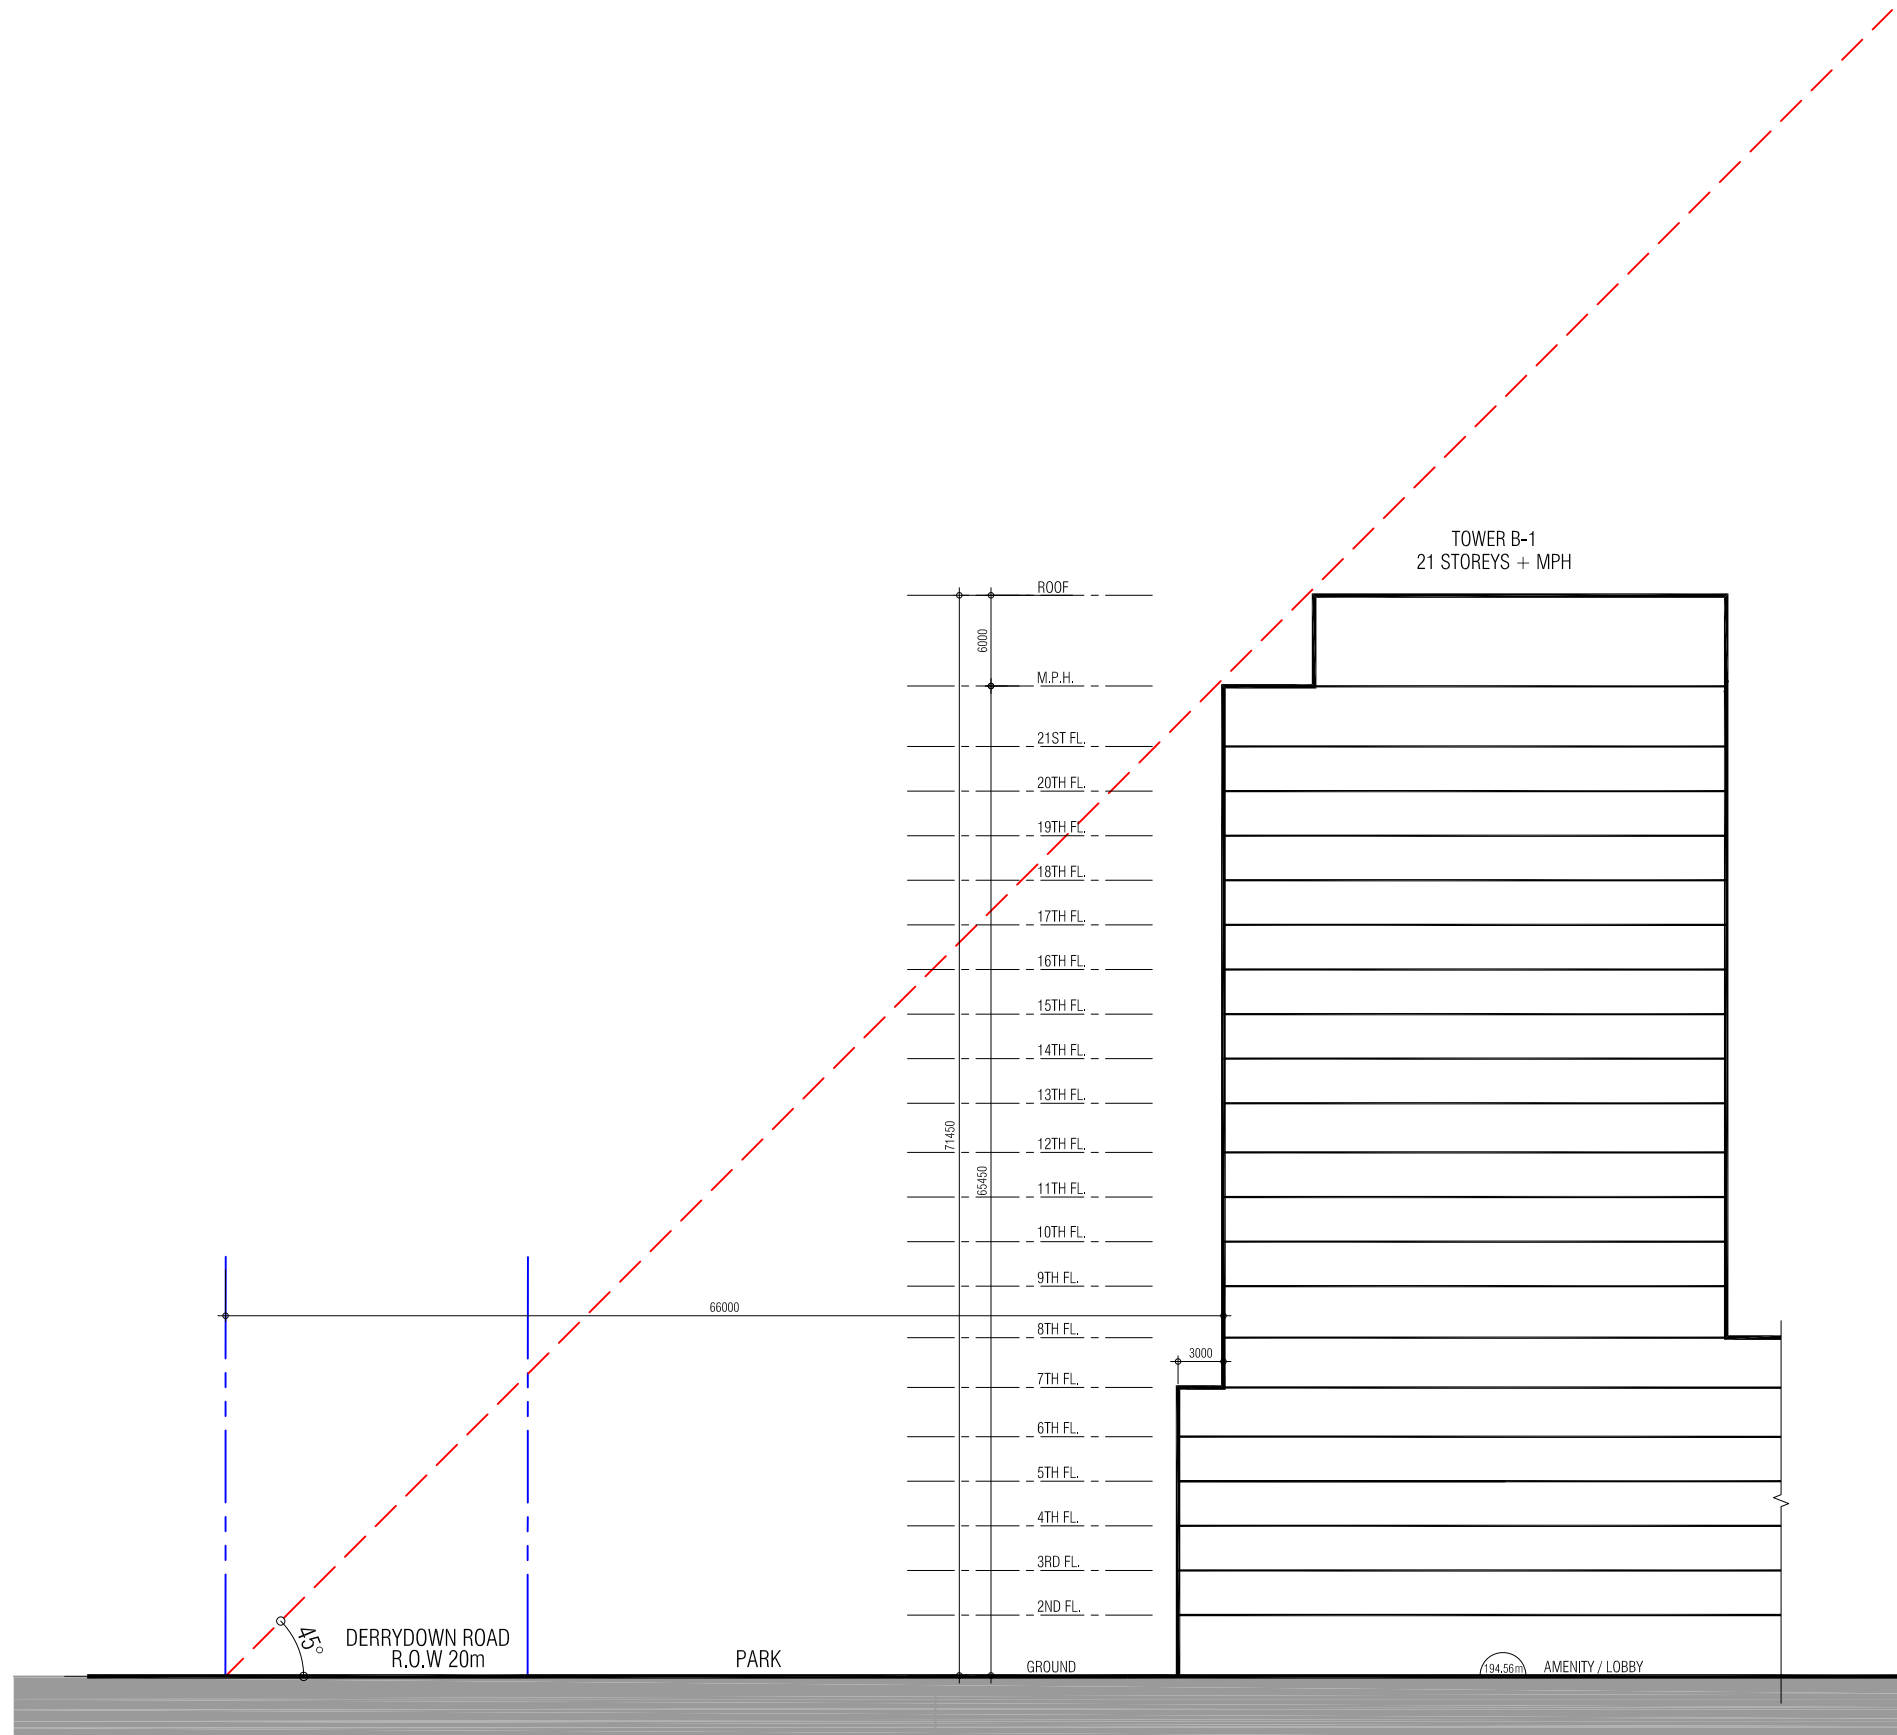 TOWER B-1
21 STOREYS + MPH
ROOF
6000
M.P.H.
21ST FL.
20TH FL.
19TH FL.
18TH FL.
17TH FL.
16TH FL.
15TH FL.
14TH FL.
13TH FL.
71450
12TH FL.
65450
11TH FL.
10TH FL.
9TH FL.
66000
8TH FL.
3000
7TH FL.
6TH FL.
5TH FL.
4TH FL.
3RD FL.
2ND FL.
45°
DERRYDOWN ROAD
R.O.W 20m
PARK
GROUND
194.56m
AMENITY / LOBBY